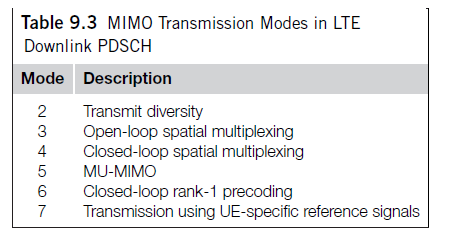 Table 9.3 MIMO Transmission Modes in LTE
Downlink PDSCH
Mode Description
2 Transmit diversity
3 Open-loop spatial multiplexing
4 Closed-loop spatial multiplexing
5 MU-MIMO
6 Closed-loop rank-1 precoding
7 Transmission using UE-specific reference signals